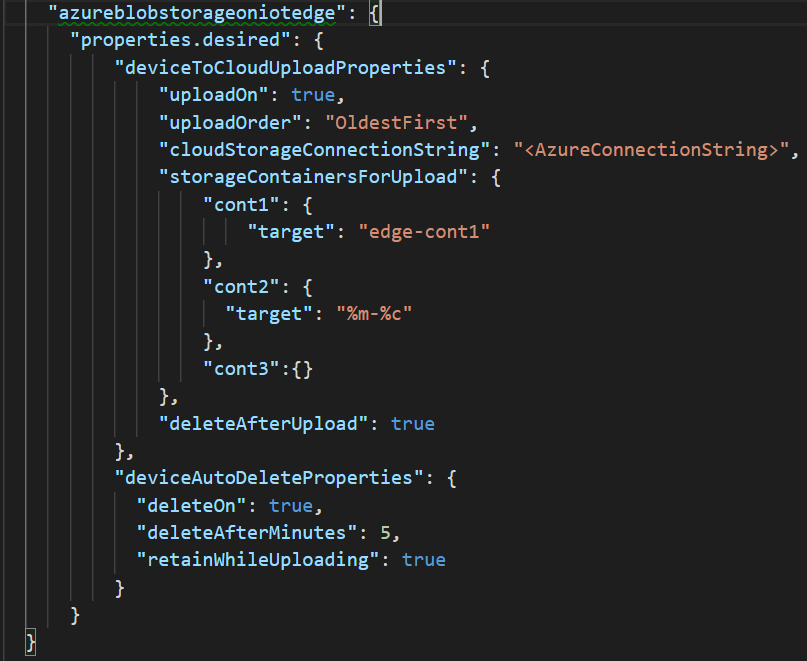 "azureblobstorageoniotedge": {
"properties.desired": {
"deviceToCloudUploadProperties": {
"uploadOn": true,
"uploadOrder": "OldestFirst",
"cloudStorageConnectionString": "<AzureConnectionString>",
"storageContainersForUpload": {
"cont1": {
"target": "edge-cont1"
},
"cont2": {
"target": "%m-%c"
},
"cont3":{}
},
"deleteAfterUpload": true
},
"deviceAutoDeleteProperties": {
"deleteOn": true,
"deleteAfterMinutes": 5,
"retainWhileUploading": true
}
}
}